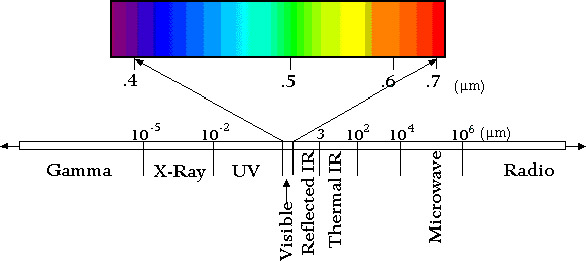 .4 .5 .6 .7 (µm)
10-5 10-2 3 10² 10⁴ 10⁶ (µm)
Gamma X-Ray UV Visible Reflected IR Thermal IR Microwave Radio